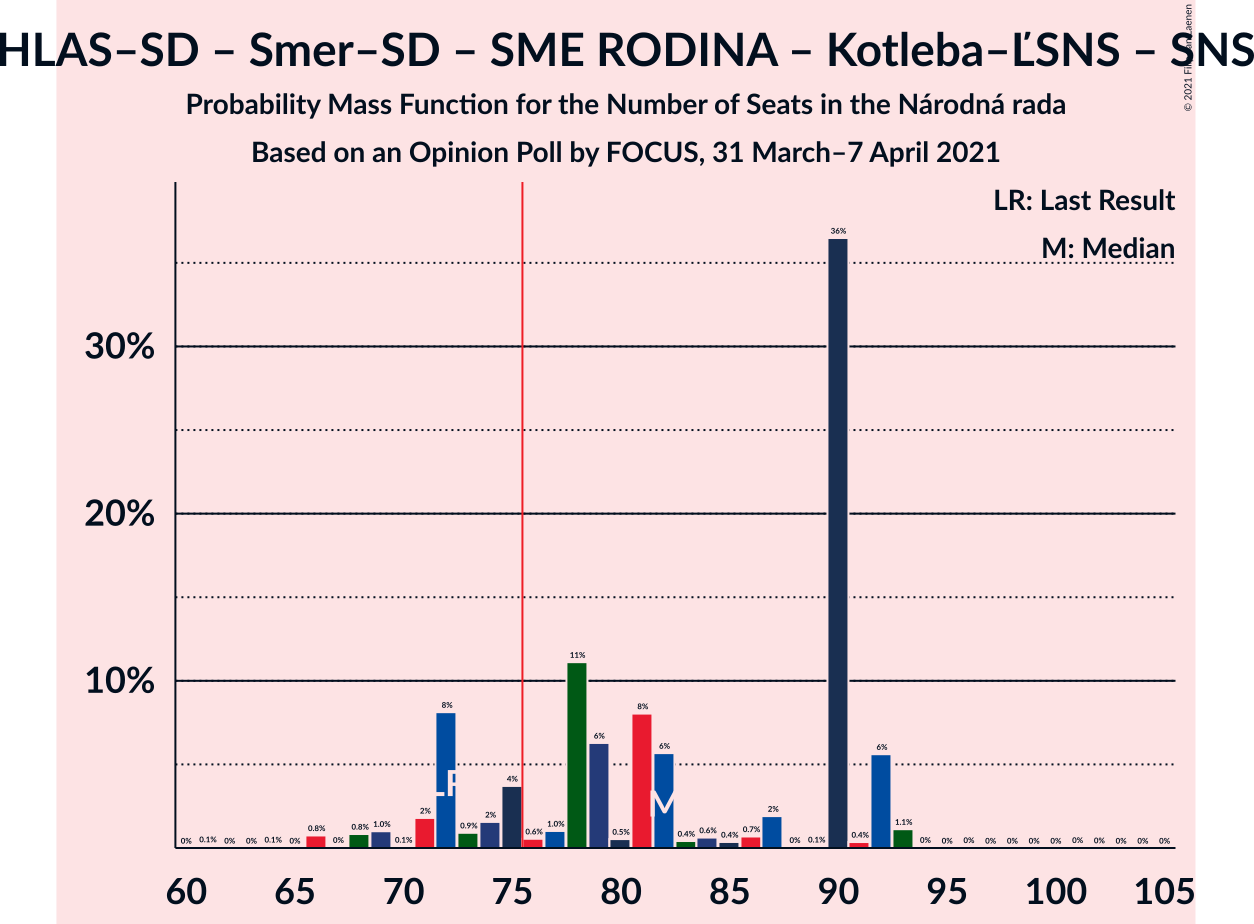 HLAS–SD – Smer–SD – SME RODINA – Kotleba–ĽSNS – SNS
© 2021 Filip van Laenen
Probability Mass Function for the Number of Seats in the Národná rada
Based on an Opinion Poll by FOCUS, 31 March–7 April 2021
LR: Last Result
M: Median
30%
20%
10%
0% 0.1% 0% 0% 0.1% 0% 0.8% 0% 0.8% 1.0% 0.1% 2% 8% 0.9% 2% 4% 0.6% 1.0% 11% 6% 0.5% 8% 6% 0.4% 0.6% 0.4% 0.7% 2% 0% 0.1% 36% 0.4% 6% 1.1% 0% 0% 0% 0% 0% 0% 0% 0% 0% 0% 0% 0%
LR
M
60 65 70 75 80 85 90 95 100 105